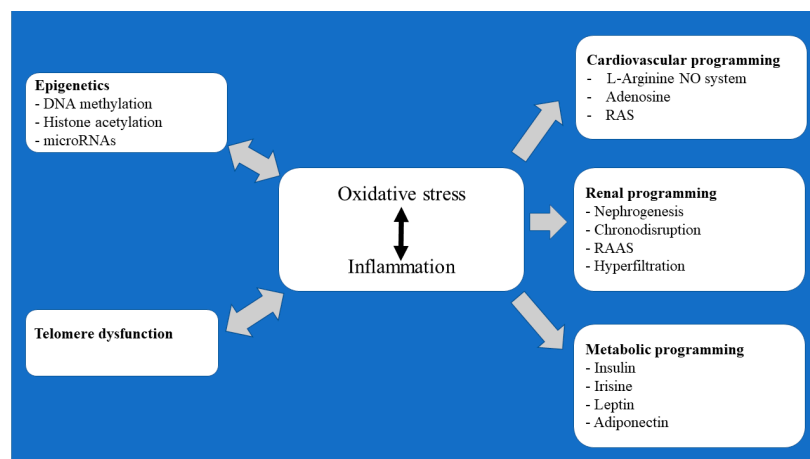 Epigenetics
- DNA methylation
- Histone acetylation
- microRNAs
Telomere dysfunction
Oxidative stress
Inflammation
Cardiovascular programming
- L-Arginine NO system
- Adenosine
- RAS
Renal programming
- Nephrogenesis
- Chronodisruption
- RAAS
- Hyperfiltration
Metabolic programming
- Insulin
- Irisine
- Leptin
- Adiponectin